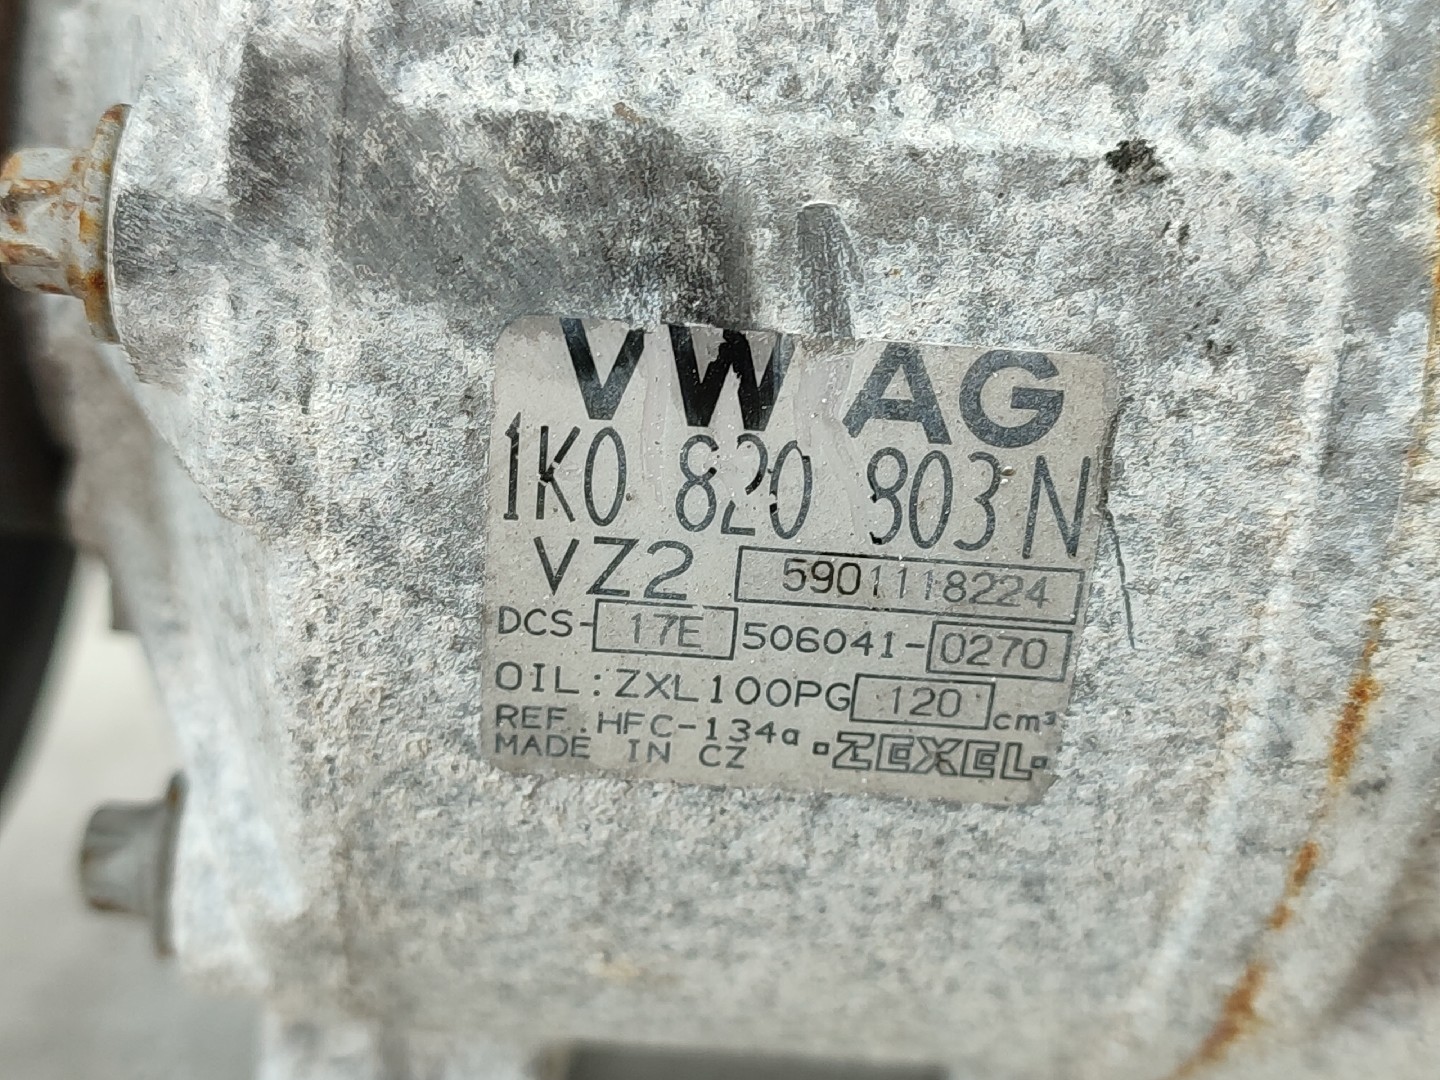 VW AG
1K0 820 803 N
VZ2 5901118224
DCS-17E 506041-0270
OIL:ZXL100PG 120 cm³
REF.HFC-134a
MADE IN CZ ZEXEL